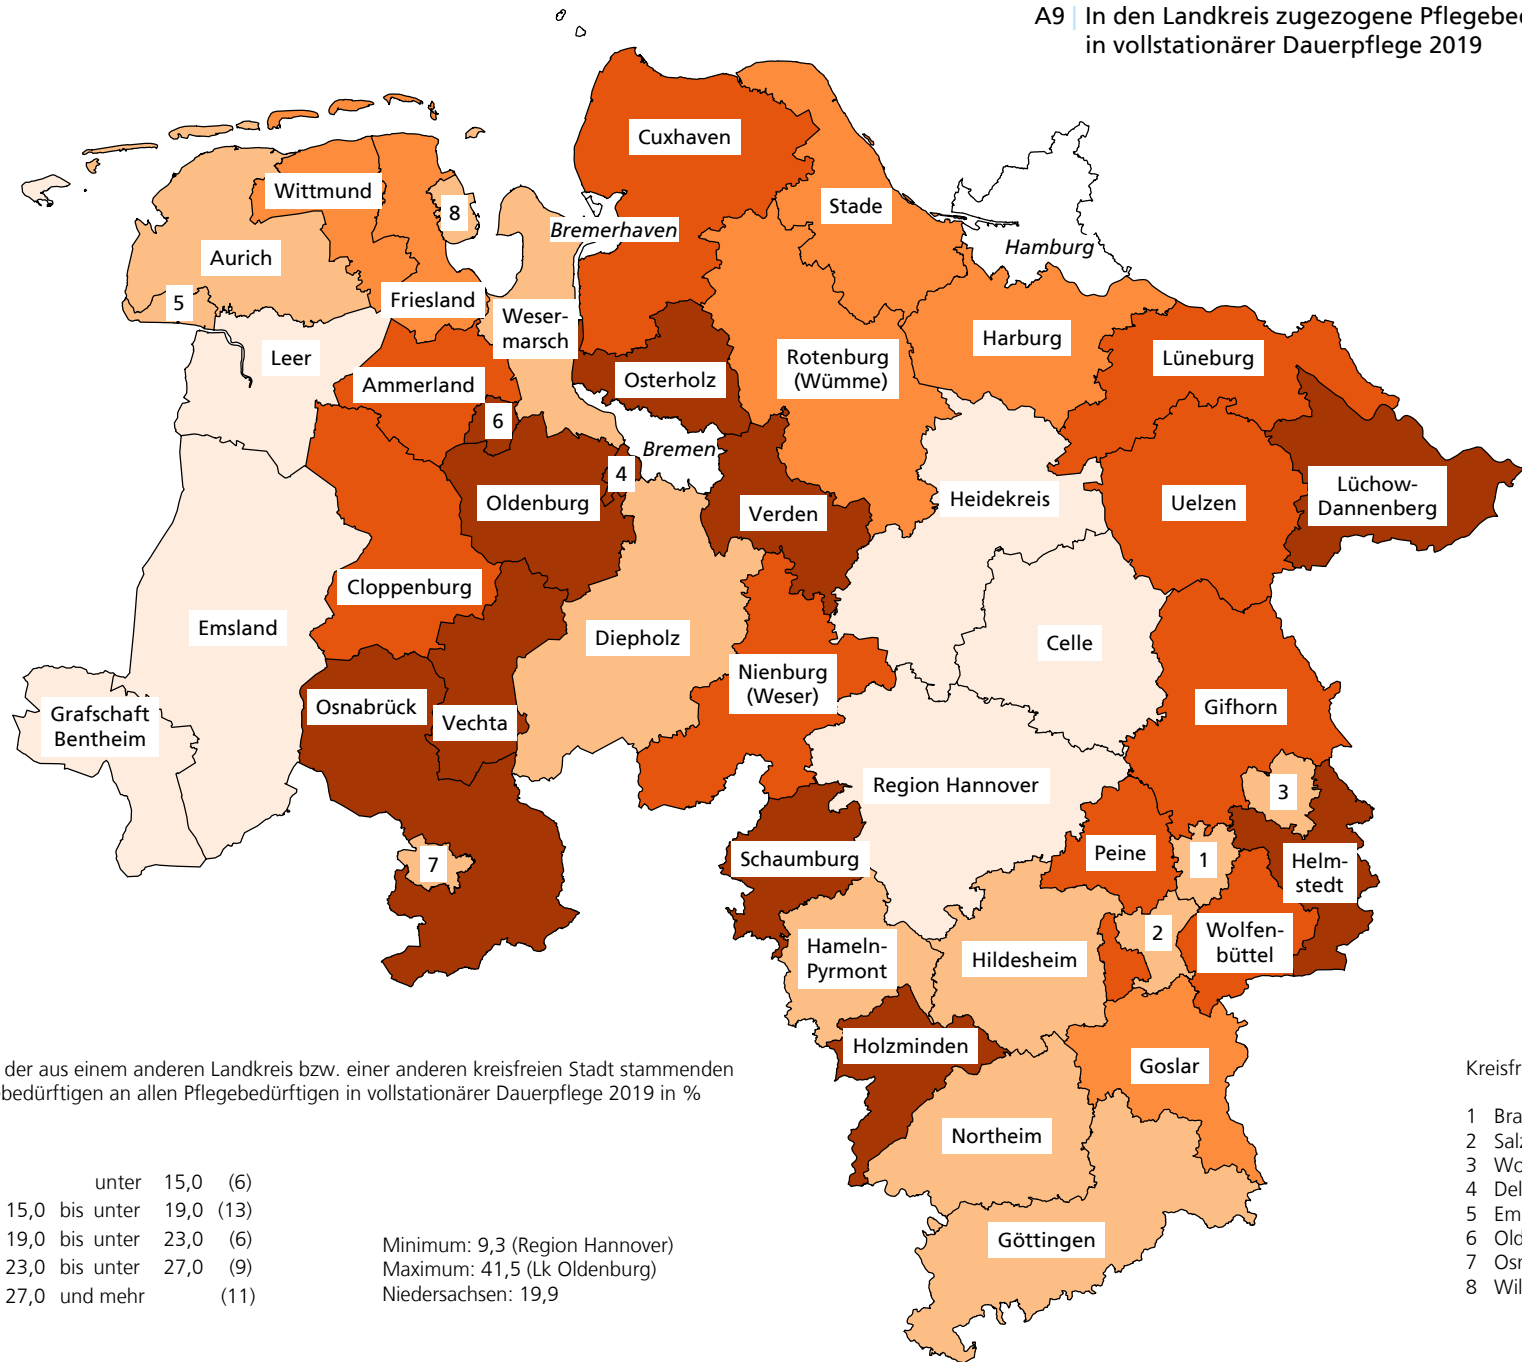 A9 | In den Landkreis zugezogene
in vollstationärer Dauerpflege 2019
Cuxhaven
Wittmund
8
Stade
Bremerhaven
Hamburg
Aurich
5
Friesland
Weser-
marsch
Harburg
Leer
Rotenburg
(Wümme)
Lüneburg
Ammerland
Osterholz
6
Bremen
4
Oldenburg
Verden
Heidekreis
Uelzen
Lüchow-
Dannenberg
Cloppenburg
Emsland
Diepholz
Celle
Nienburg
(Weser)
Grafschaft
Bentheim
Osnabrück
Vechta
Gifhorn
Region Hannover
3
7
Schaumburg
Peine
1
Helm-
stedt
Hameln-
Pyrmont
Hildesheim
2
Wolfen-
büttel
Holzminden
Goslar
Northeim
Göttingen
der aus einem anderen Landkreis bzw. einer anderen kreisfreien Stadt stammenden
an allen Pflegebedürftigen in vollstationärer Dauerpflege 2019 in %
unter 15,0 (6)
15,0 bis unter 19,0 (13)
19,0 bis unter 23,0 (6)
23,0 bis unter 27,0 (9)
27,0 und mehr (11)
Minimum: 9,3 (Region Hannover)
Maximum: 41,5 (Lk Oldenburg)
Niedersachsen: 19,9
1
2
3
4
5
6
7
8